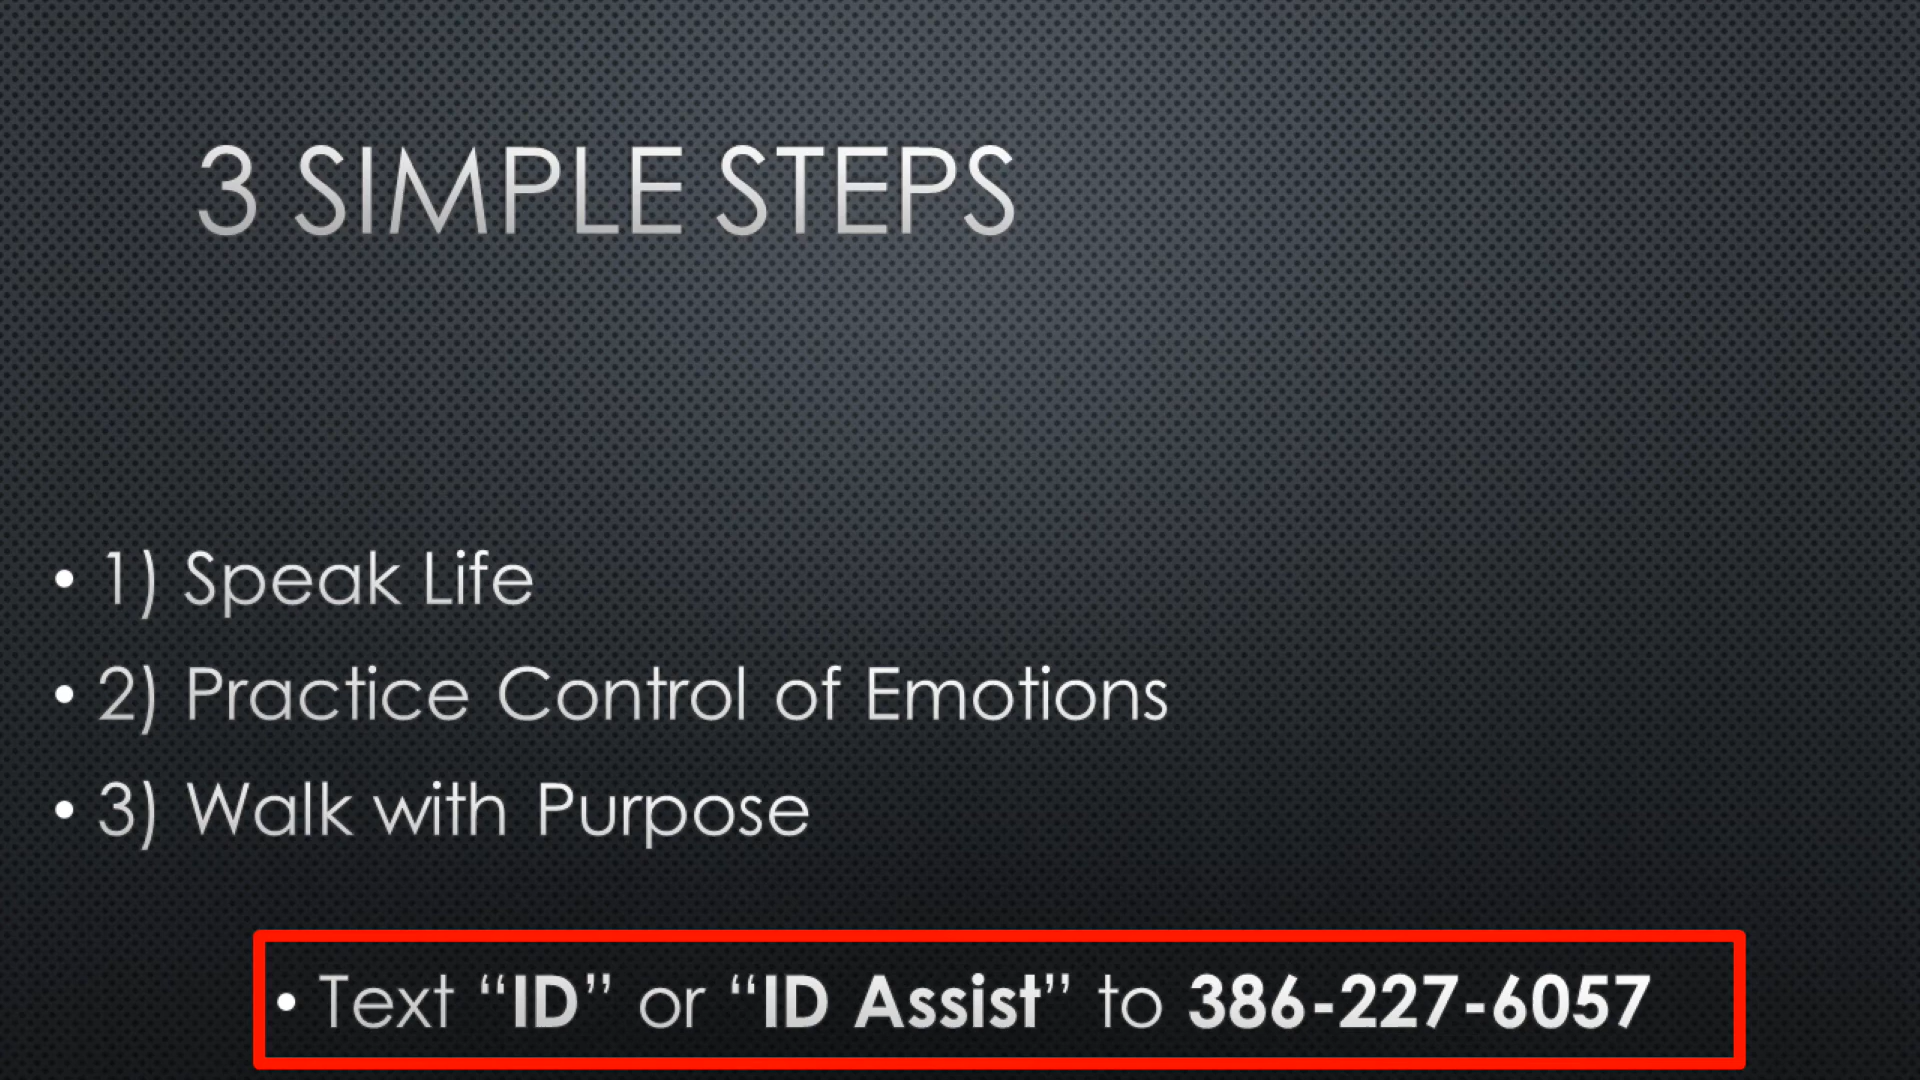 3 SIMPLE STEPS
• 1) Speak Life
• 2) Practice Control of Emotions
• 3) Walk with Purpose
• Text “ID” or “ID Assist” to 386-227-6057